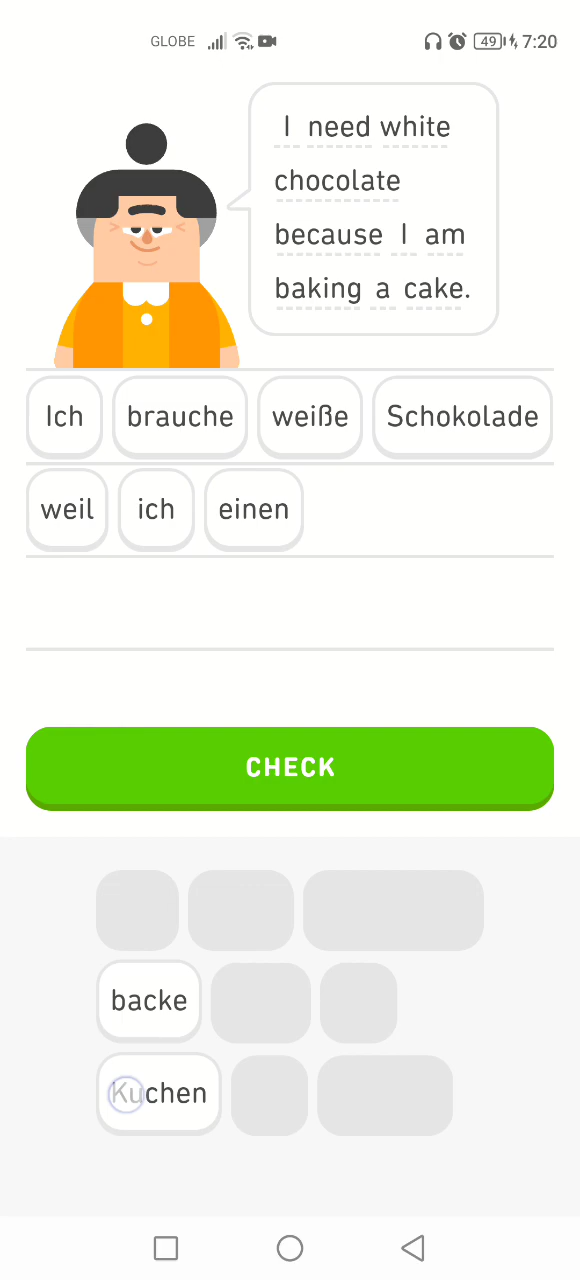 GLOBE 49 7:20
I need white
chocolate
because I am
baking a cake.
Ich brauche weiße Schokolade
weil ich einen
CHECK
backe
Kuchen